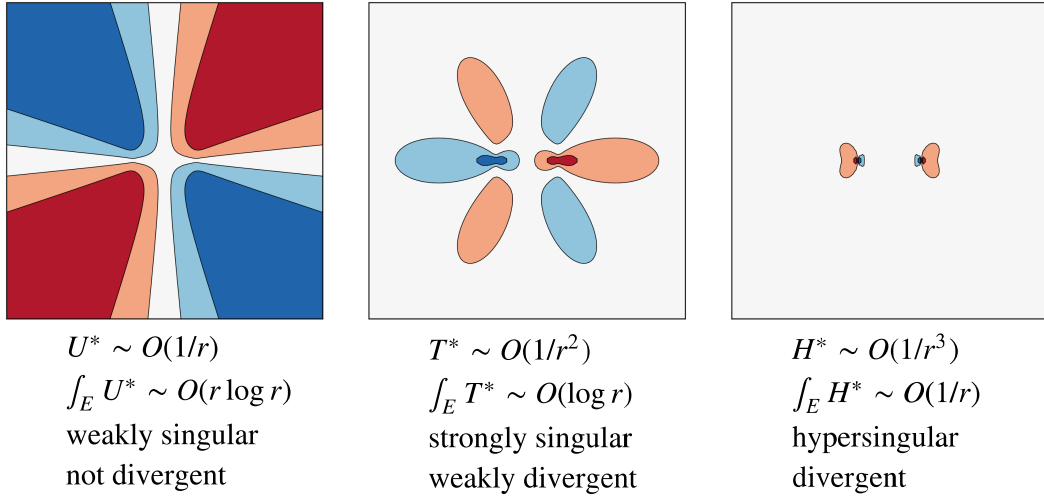 U* ~ O(1/r)
∫_E U* ~ O(r log r)
weakly singular
not divergent
T* ~ O(1/r²)
∫_E T* ~ O(log r)
strongly singular
weakly divergent
H* ~ O(1/r³)
∫_E H* ~ O(1/r)
hypersingular
divergent